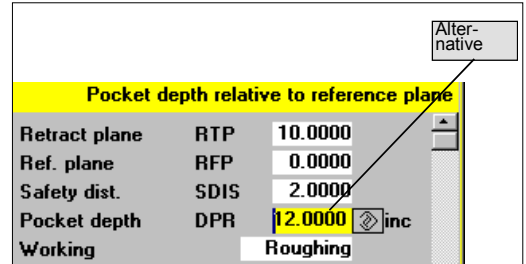 Alter-
native
Pocket depth relative to reference plane
Retract plane RTP 10.0000
Ref. plane RFP 0.0000
Safety dist. SDIS 2.0000
Pocket depth DPR 12.0000 inc
Working Roughing